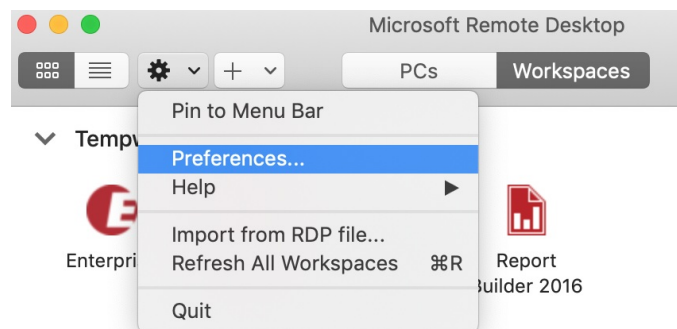 Microsoft Remote Desktop
PCs
Workspaces
Pin to Menu Bar
Preferences...
Help
Import from RDP file...
Refresh All Workspaces ⌘R
Quit
Report
Builder 2016